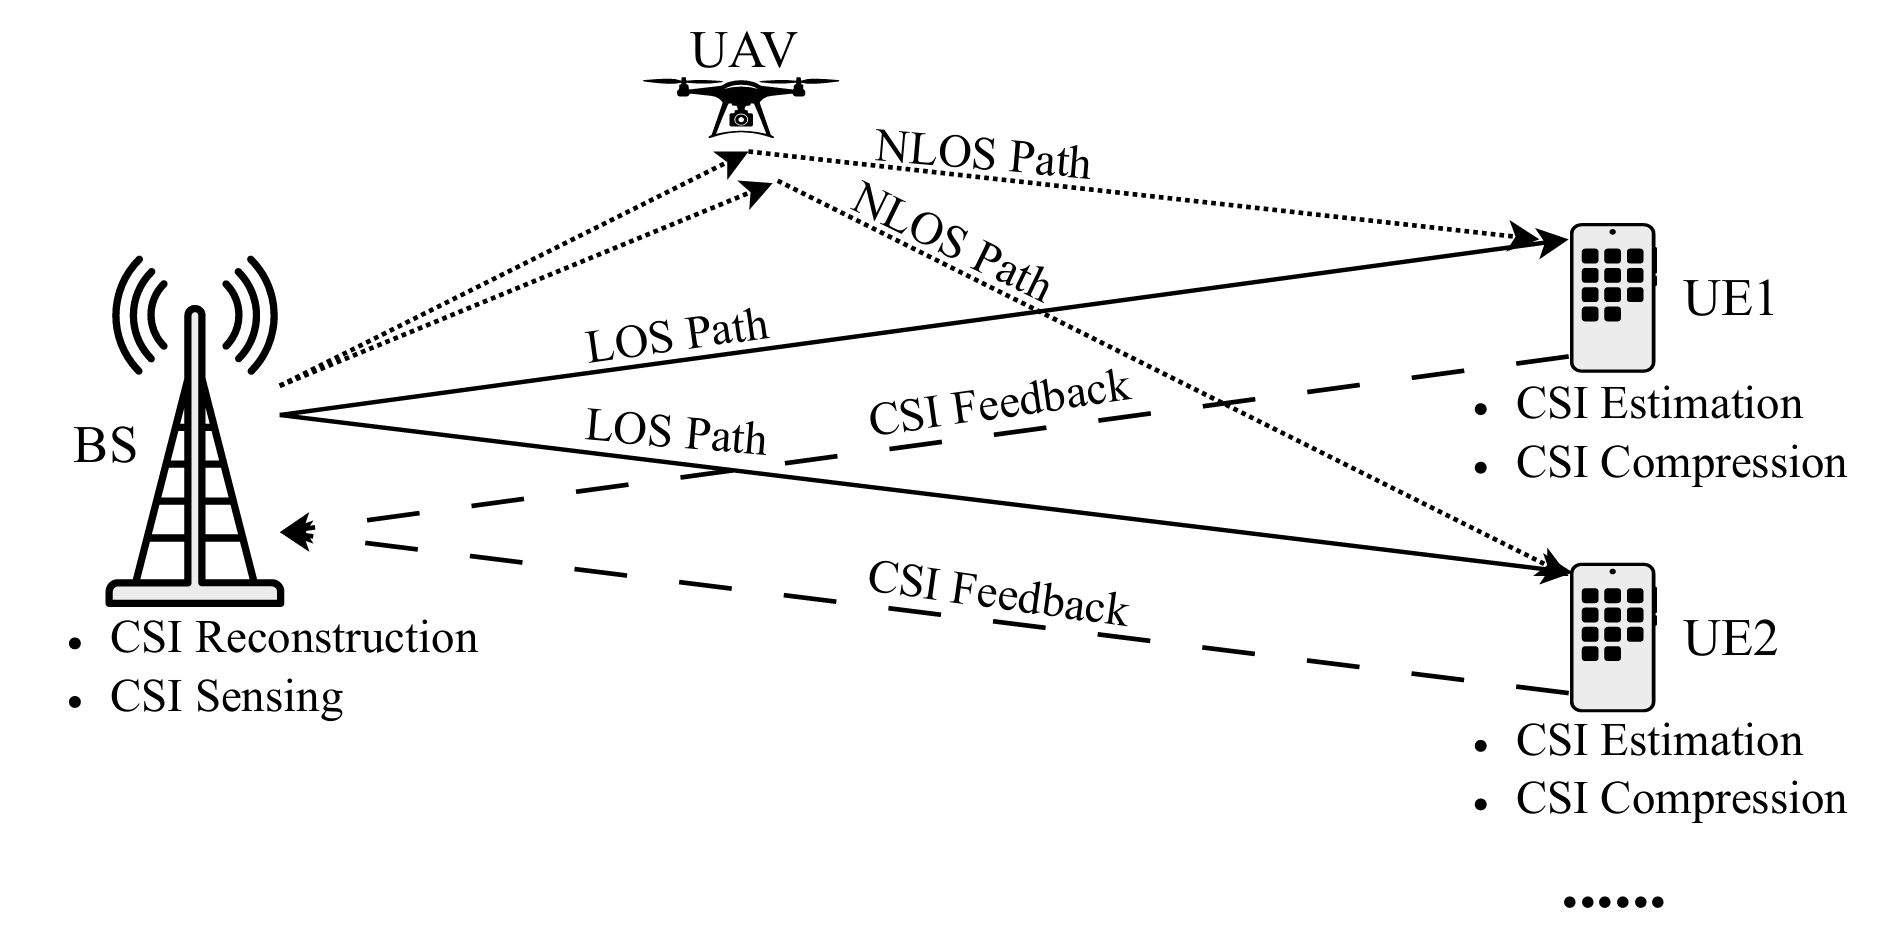 UAV
NLOS Path
NLOS Path
LOS Path
UE1
CSI Feedback
• CSI Estimation
LOS Path
BS
• CSI Compression
CSI Feedback
UE2
• CSI Reconstruction
• CSI Sensing
• CSI Estimation
• CSI Compression
......